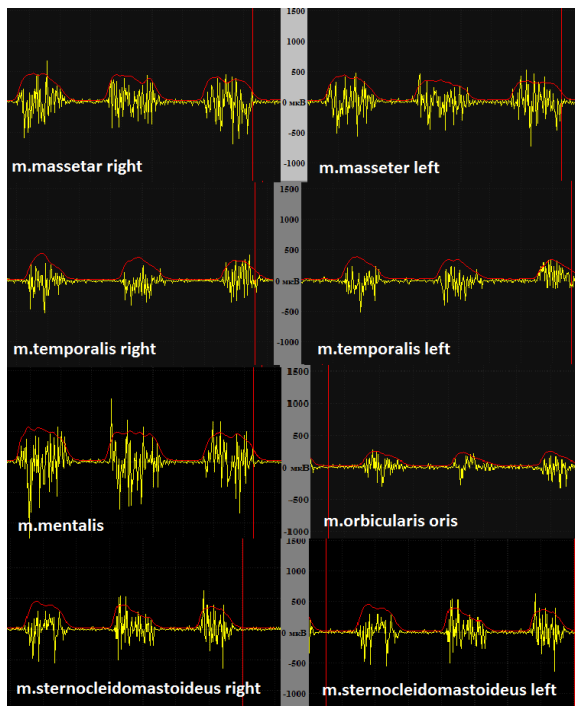 1500
1000
500
0 мкВ
-500
-1000
m.massetar right
m.masseter left
1500
1000
500
0 мкВ
-500
-1000
m.temporalis right
m.temporalis left
1500
1000
500
0 мкВ
-500
-1000
m.mentalis
m.orbicularis oris
1500
1000
500
0 мкВ
-500
-1000
m.sternocleidomastoideus right
m.sternocleidomastoideus left